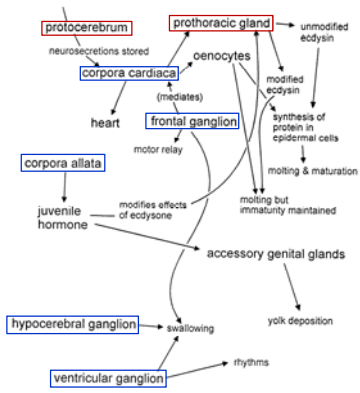 protocerebrum
prothoracic gland
unmodified
ecdysin
neurosecretions stored
oenocytes
corpora cardiaca
modified
ecdysin
(mediates)
heart
frontal ganglion
synthesis of
protein in
epidermal cells
motor relay
corpora allata
molting & maturation
juvenile
hormone
modifies effects
of ecdysone
molting but
immaturity maintained
accessory genital glands
hypocerebral ganglion
swallowing
yolk deposition
rhythms
ventricular ganglion